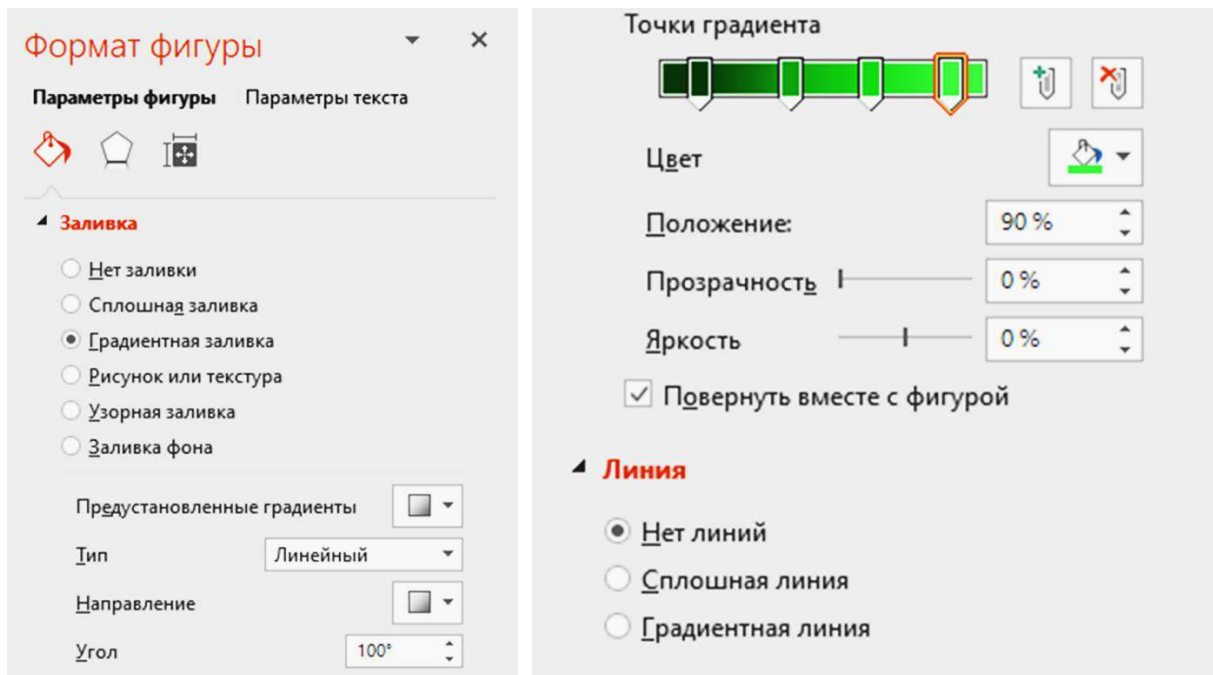 Формат фигуры
Параметры фигуры Параметры текста
Заливка
Нет заливки
Сплошная заливка
Градиентная заливка
Рисунок или текстура
Узорная заливка
Заливка фона
Предустановленные градиенты
Тип Линейный
Направление
Угол 100°
Точки градиента
Цвет
Положение: 90 %
Прозрачность 0 %
Яркость 0 %
Повернуть вместе с фигурой
Линия
Нет линий
Сплошная линия
Градиентная линия